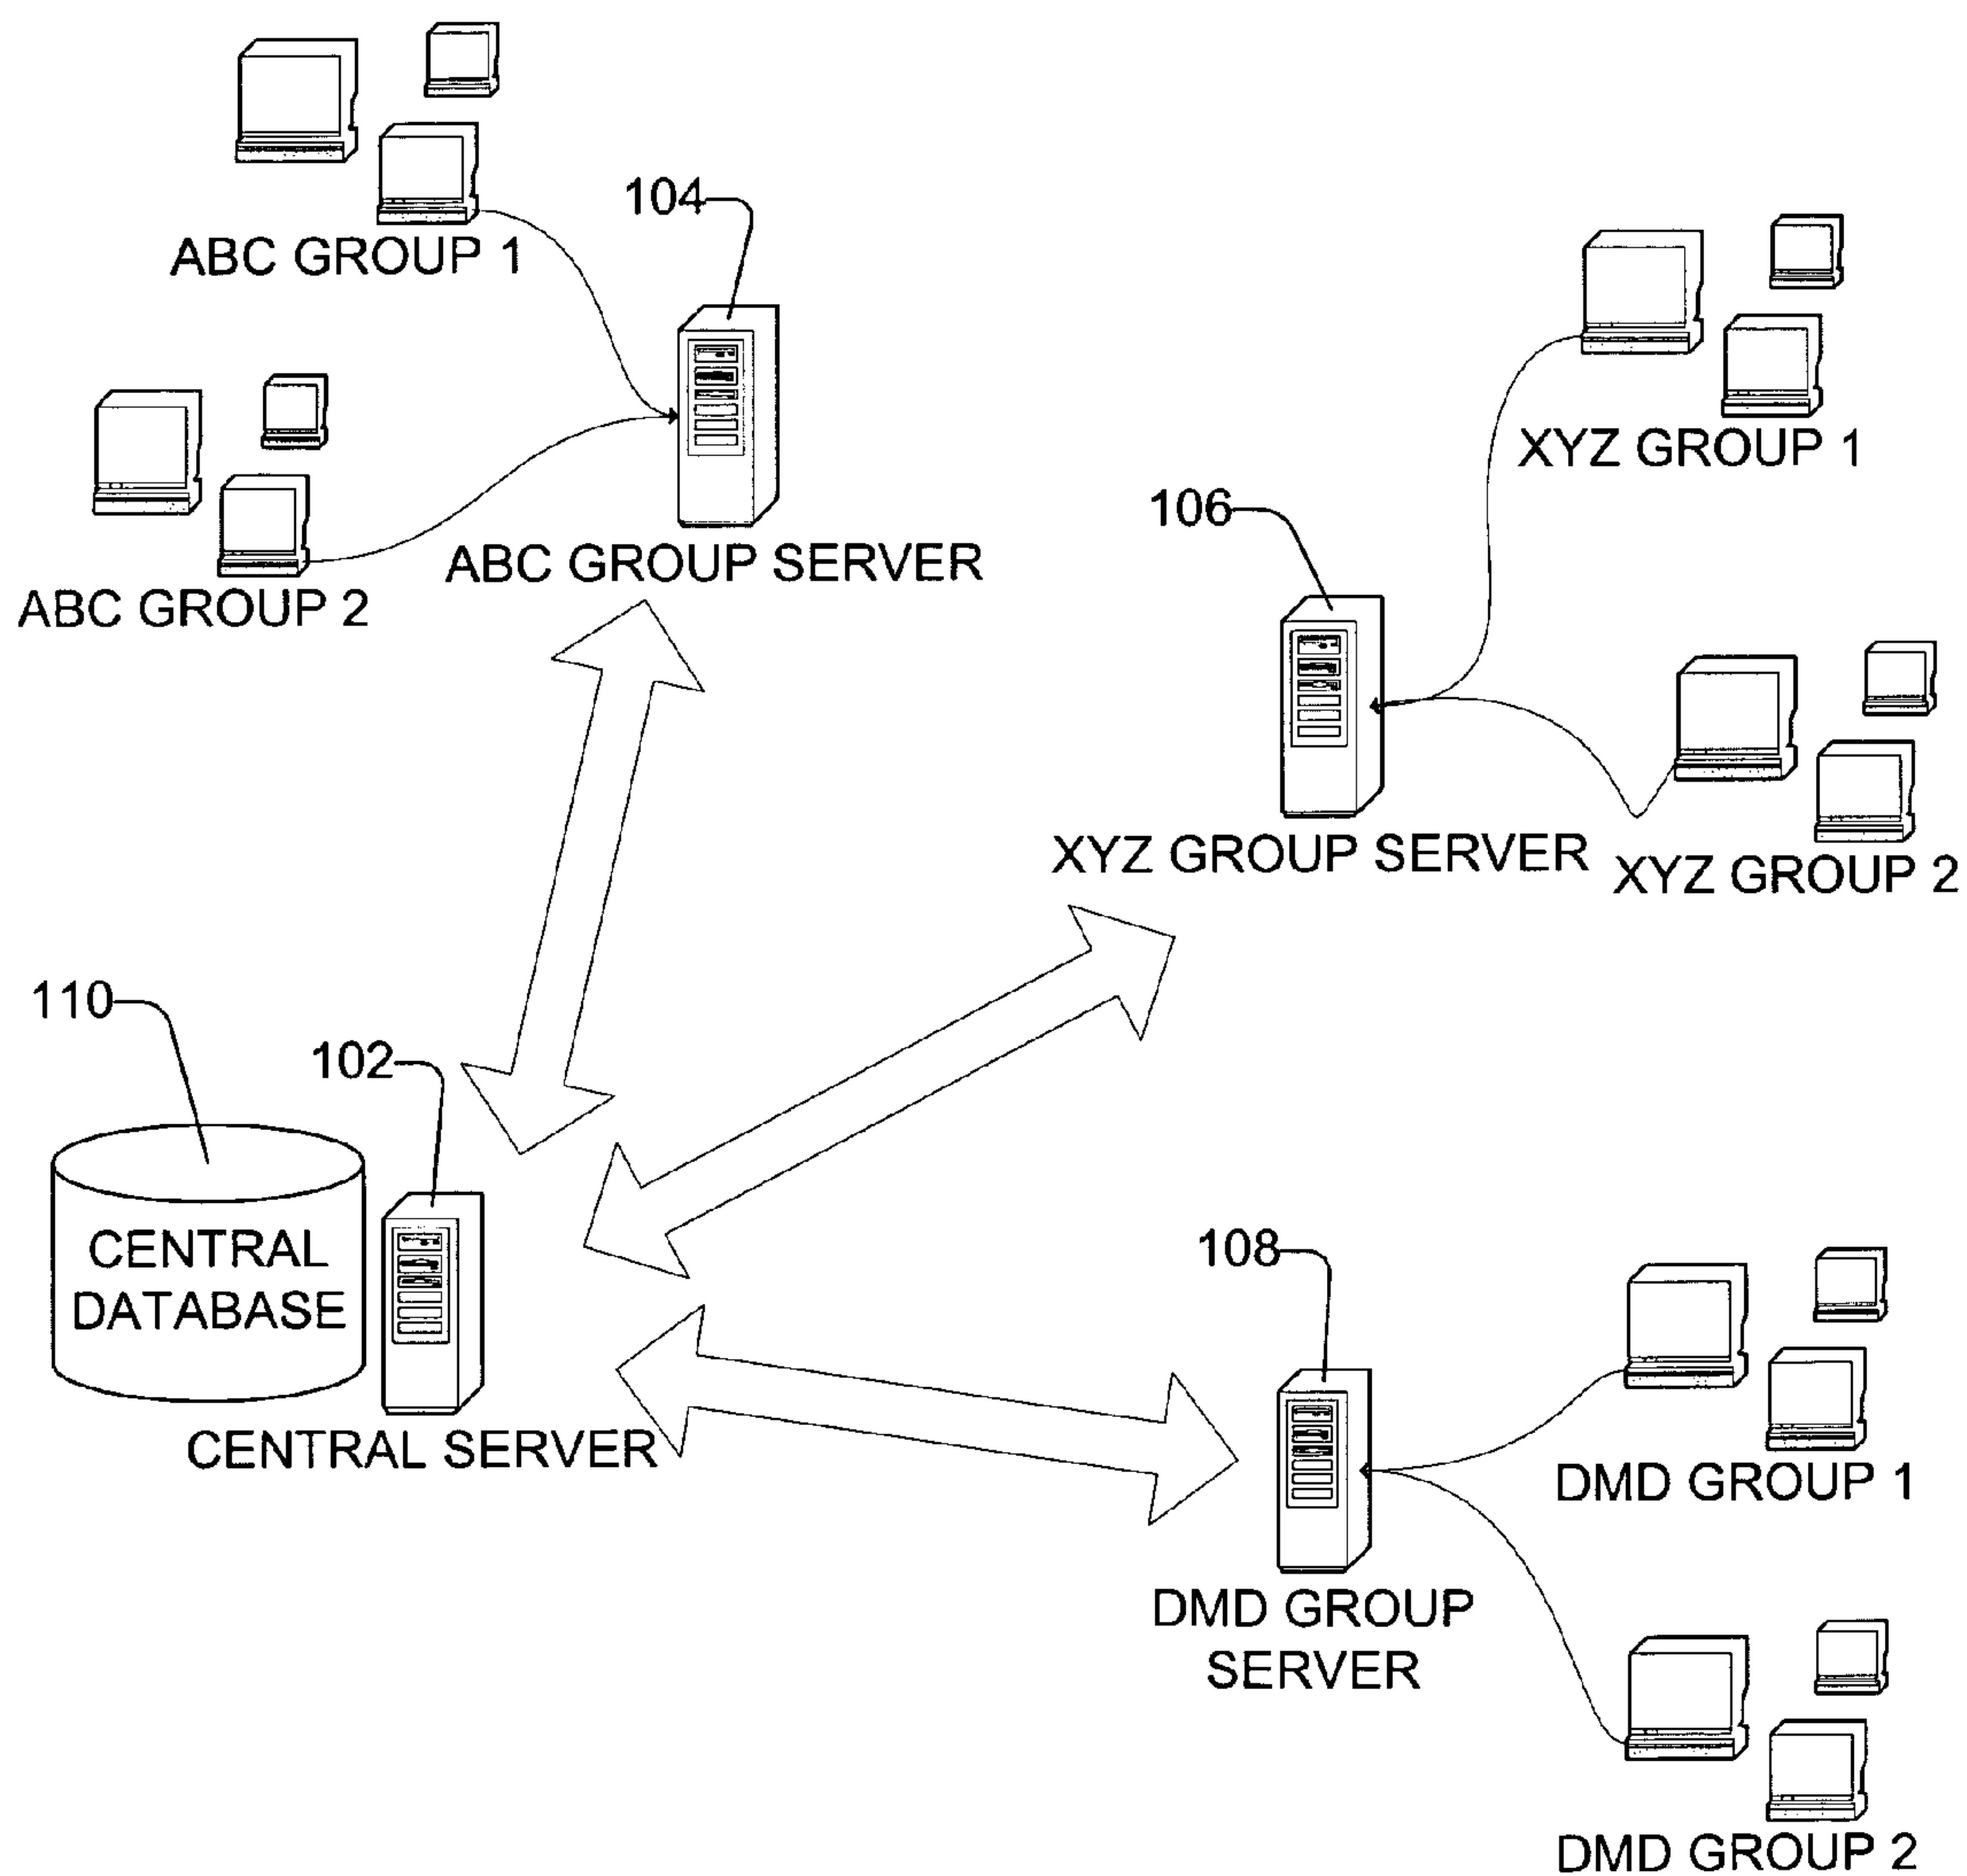 104
ABC GROUP 1
ABC GROUP SERVER
ABC GROUP 2
XYZ GROUP 1
106
XYZ GROUP SERVER
XYZ GROUP 2
110
102
CENTRAL
DATABASE
CENTRAL SERVER
108
DMD GROUP 1
DMD GROUP
SERVER
DMD GROUP 2